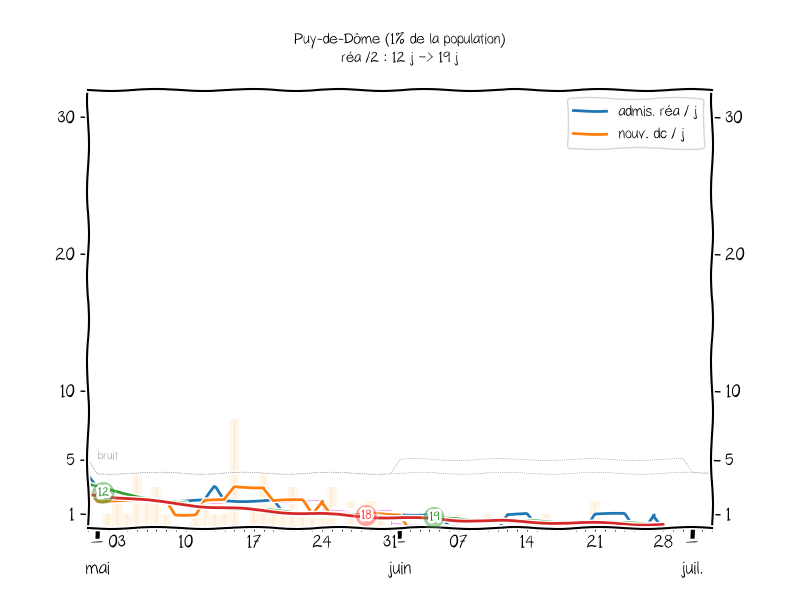 Puy-de-Dôme (1% de la population)
réa /2 : 12 j -> 19 j
admis. réa / j
nouv. dc / j
30
30
20
20
10
10
bruit
5
5
12
18
19
1
1
03 10 17 24 31 07 14 21 28
mai juin juil.